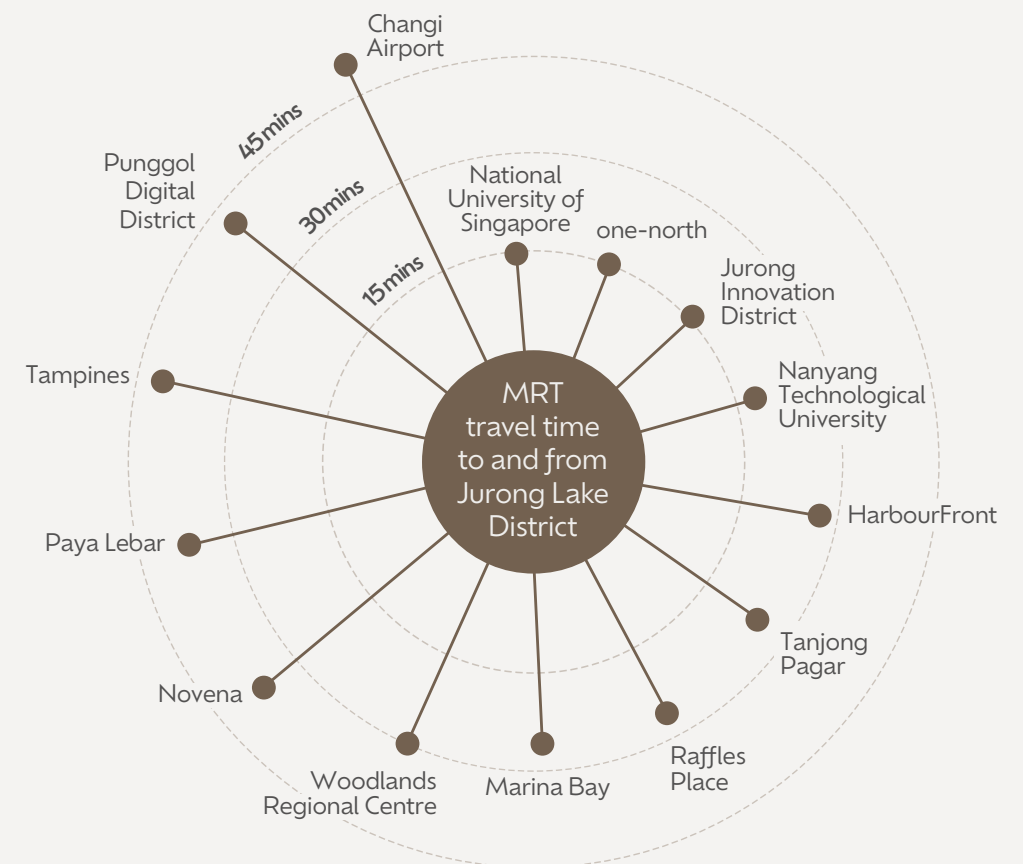 Changi
Airport
45mins
Punggol
Digital
District
30mins
National
University of
Singapore
one-north
15mins
Jurong
Innovation
District
Tampines
Nanyang
Technological
University
MRT
travel time
to and from
Jurong Lake
District
HarbourFront
Paya Lebar
Tanjong
Pagar
Novena
Raffles
Place
Woodlands
Regional Centre
Marina Bay